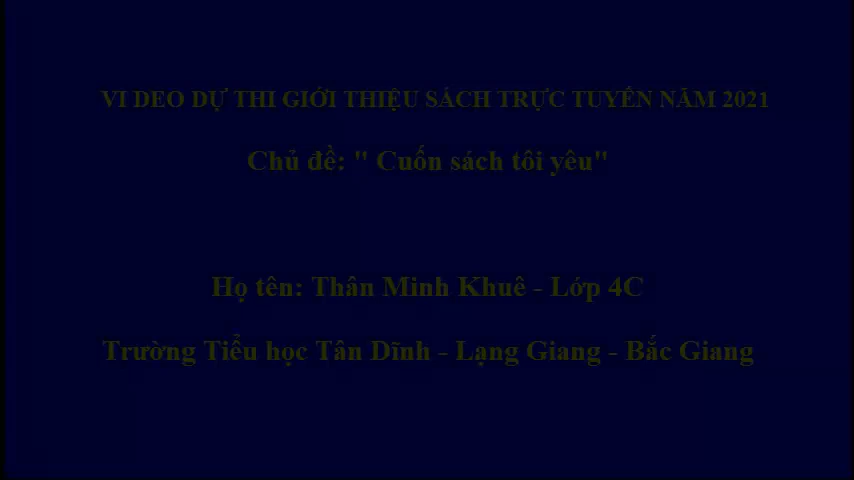 VI DEO DỰ THI GIỚI THIỆU SÁCH TRỰC TUYẾN NĂM 2021
Chủ đề: " Cuốn sách tôi yêu"
Họ tên: Thân Minh Khuê - Lớp 4C
Trường Tiểu học Tân Dĩnh - Lạng Giang - Bắc Giang